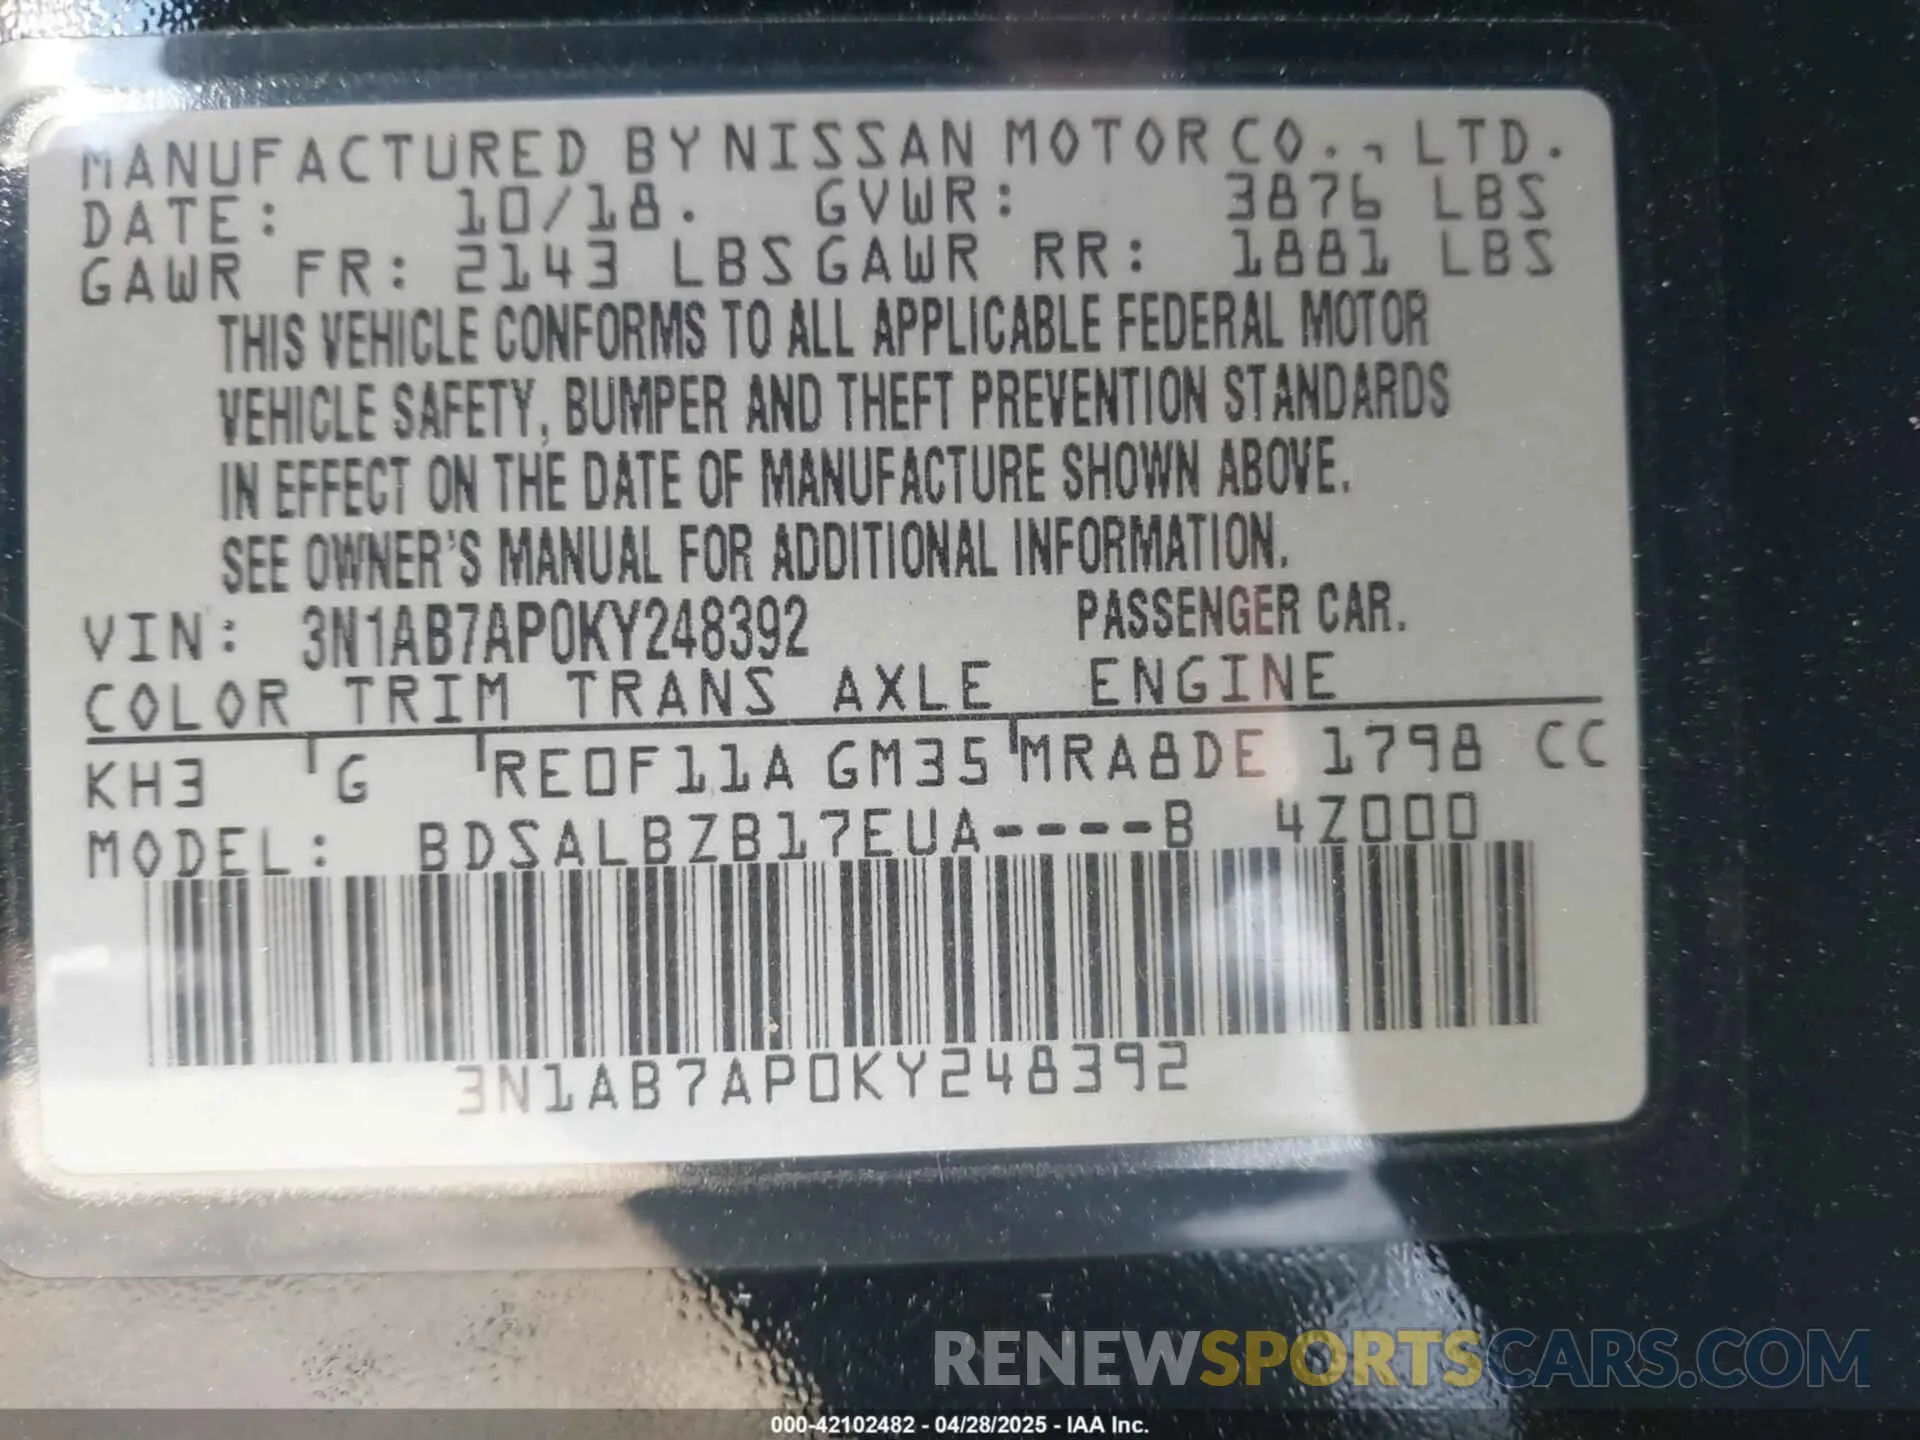 MANUFACTURED BY NISSAN MOTOR CO., LTD.
DATE: 10/18. GVWR: 3876 LBS
GAWR FR: 2143 LBS GAWR RR: 1881 LBS
THIS VEHICLE CONFORMS TO ALL APPLICABLE FEDERAL MOTOR
VEHICLE SAFETY, BUMPER AND THEFT PREVENTION STANDARDS
IN EFFECT ON THE DATE OF MANUFACTURE SHOWN ABOVE.
SEE OWNER'S MANUAL FOR ADDITIONAL INFORMATION.
VIN: 3N1AB7AP0KY248392 PASSENGER CAR.
COLOR TRIM TRANS AXLE ENGINE
KH3 G RE0F11A GM35 MRA8DE 1798 CC
MODEL: BDSALBZB17EUA----B 4Z000
3N1AB7AP0KY248392
RENEWSPORTSCARS.COM
000-42102482 - 04/28/2025 - IAA Inc.